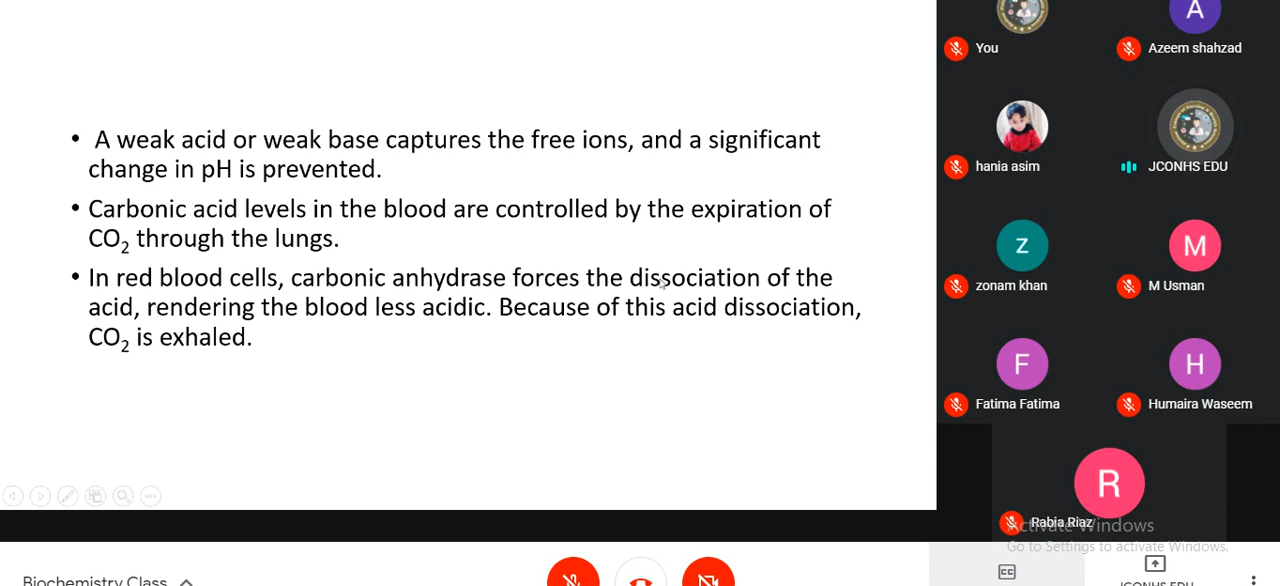 • A weak acid or weak base captures the free ions, and a significant
change in pH is prevented.
• Carbonic acid levels in the blood are controlled by the expiration of
CO₂ through the lungs.
• In red blood cells, carbonic anhydrase forces the dissociation of the
acid, rendering the blood less acidic. Because of this acid dissociation,
CO₂ is exhaled.
A
You
Azeem shahzad
hania asim
JCONHS EDU
z
M
zonam khan
M Usman
F
H
Fatima Fatima
Humaira Waseem
R
Rabia Riaz
Activate Windows
Go to Settings to activate Windows.
Biochemistry Class
CC
JCONHS EDU